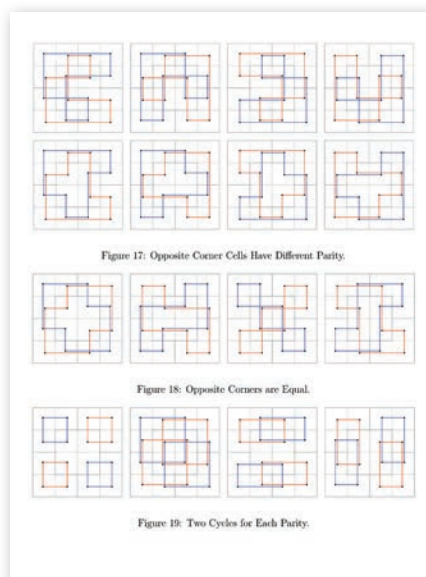 Figure 17: Opposite Corner Cells Have Different Parity.
Figure 18: Opposite Corners are Equal.
Figure 19: Two Cycles for Each Parity.